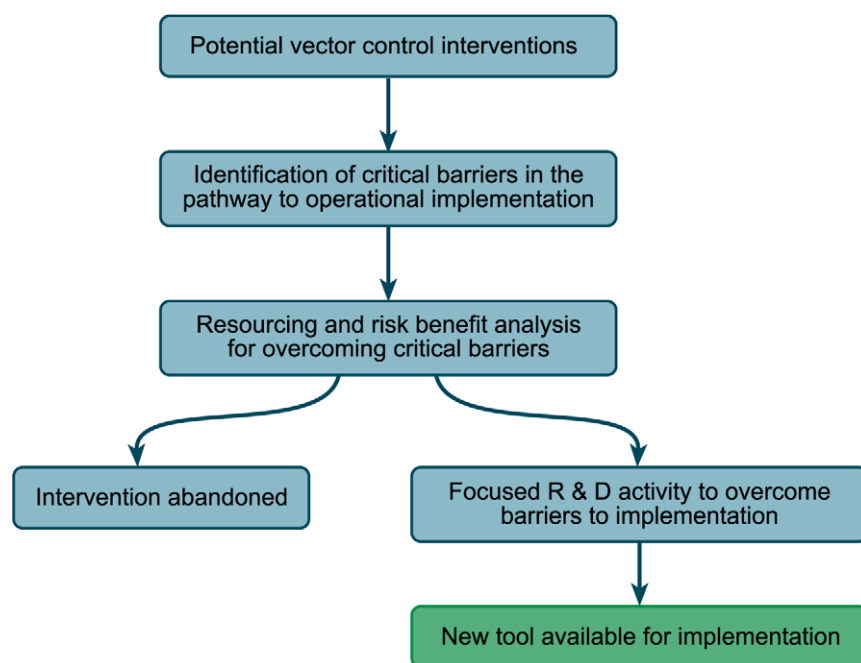 Potential vector control interventions
Identification of critical barriers in the
pathway to operational implementation
Resourcing and risk benefit analysis
for overcoming critical barriers
Intervention abandoned
Focused R & D activity to overcome
barriers to implementation
New tool available for implementation